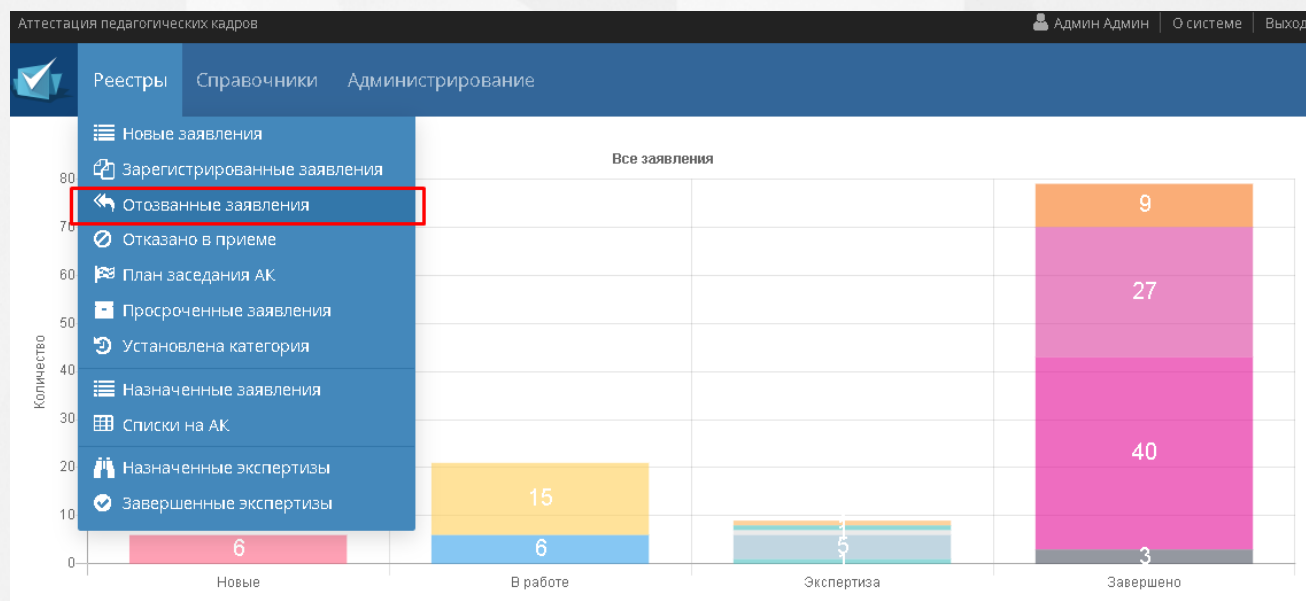 Аттестация педагогических кадров
Админ Админ | О системе | Выход
Реестры Справочники Администрирование
Новые заявления
Зарегистрированные заявления
Отозванные заявления
Отказано в приеме
План заседания АК
Просроченные заявления
Установлена категория
Назначенные заявления
Списки на АК
Назначенные экспертизы
Завершенные экспертизы
Все заявления
Количество
80
70
60
50
40
30
20
10
0
6
15
6
1
5
9
27
40
3
Новые В работе Экспертиза Завершено